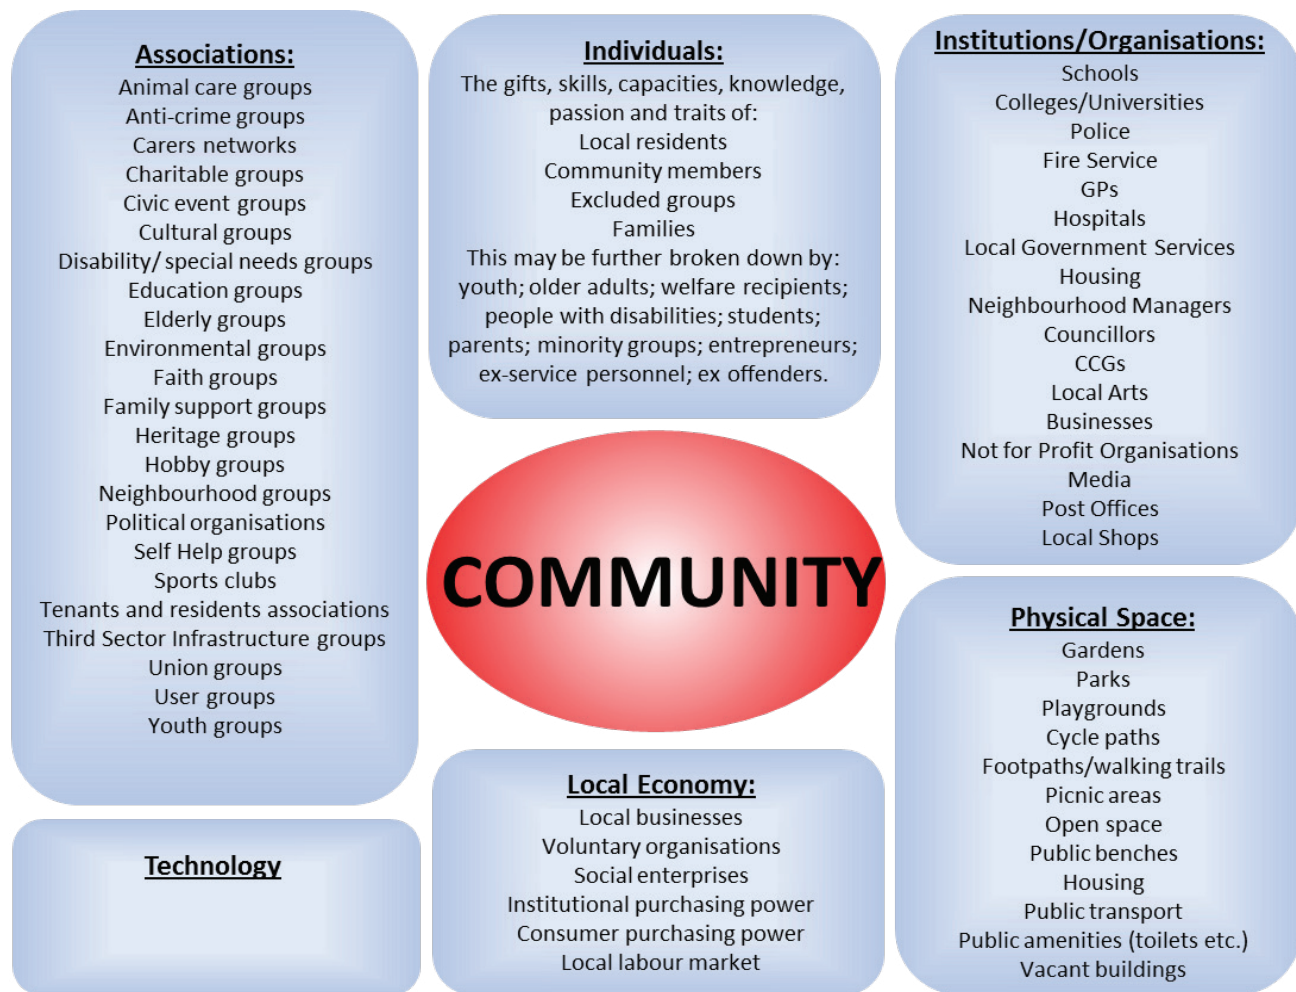 Associations:
Animal care groups
Anti-crime groups
Carers networks
Charitable groups
Civic event groups
Cultural groups
Disability/ special needs groups
Education groups
Elderly groups
Environmental groups
Faith groups
Family support groups
Heritage groups
Hobby groups
Neighbourhood groups
Political organisations
Self Help groups
Sports clubs
Tenants and residents associations
Third Sector Infrastructure groups
Union groups
User groups
Youth groups
Technology
Individuals:
The gifts, skills, capacities, knowledge,
passion and traits of:
Local residents
Community members
Excluded groups
Families
This may be further broken down by:
youth; older adults; welfare recipients;
people with disabilities; students;
parents; minority groups; entrepreneurs;
ex-service personnel; ex offenders.
COMMUNITY
Local Economy:
Local businesses
Voluntary organisations
Social enterprises
Institutional purchasing power
Consumer purchasing power
Local labour market
Institutions/Organisations:
Schools
Colleges/Universities
Police
Fire Service
GPs
Hospitals
Local Government Services
Housing
Neighbourhood Managers
Councillors
CCGs
Local Arts
Businesses
Not for Profit Organisations
Media
Post Offices
Local Shops
Physical Space:
Gardens
Parks
Playgrounds
Cycle paths
Footpaths/walking trails
Picnic areas
Open space
Public benches
Housing
Public transport
Public amenities (toilets etc.)
Vacant buildings